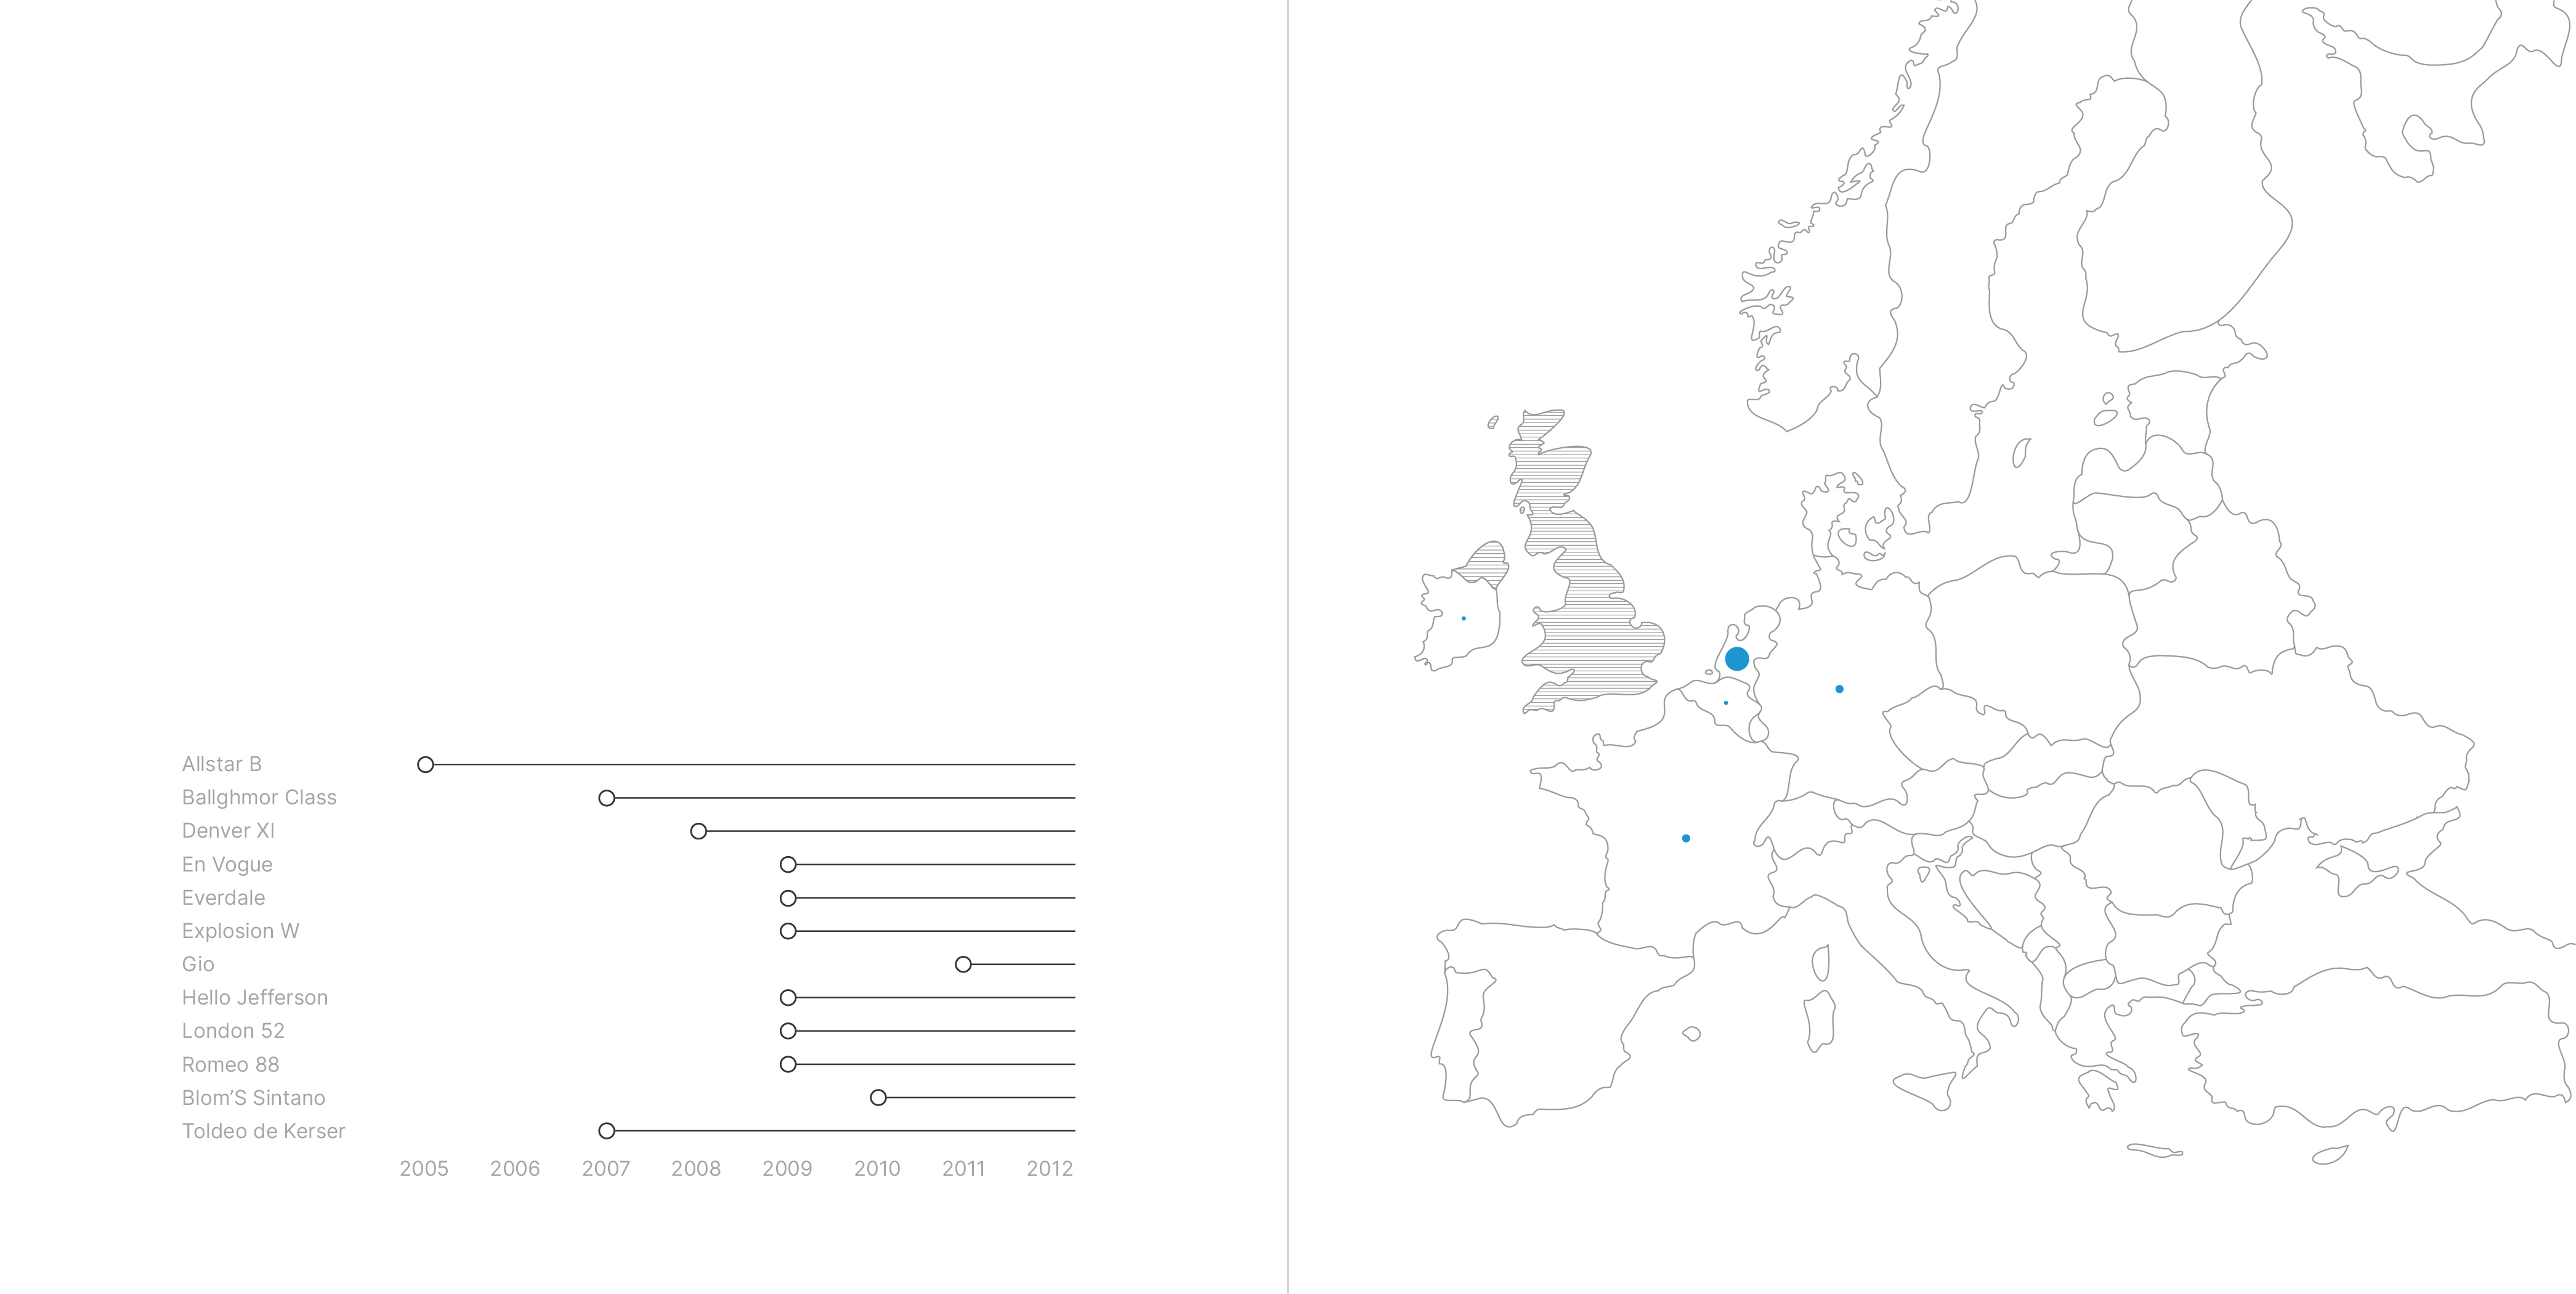 Allstar B
Ballghmor Class
Denver XI
En Vogue
Everdale
Explosion W
Gio
Hello Jefferson
London 52
Romeo 88
Blom’S Sintano
Toldeo de Kerser
2005 2006 2007 2008 2009 2010 2011 2012